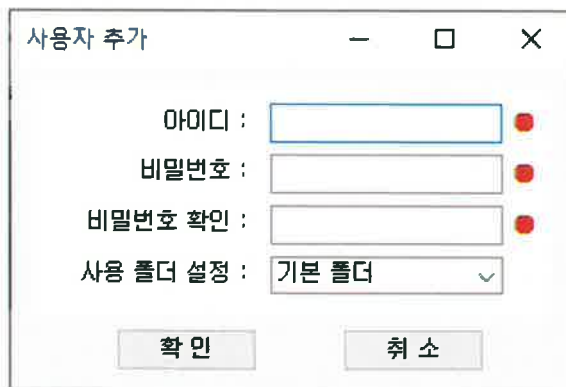 사용자 추가
아이디 :
비밀번호 :
비밀번호 확인 :
사용 폴더 설정 : 기본 폴더
확 인 취 소